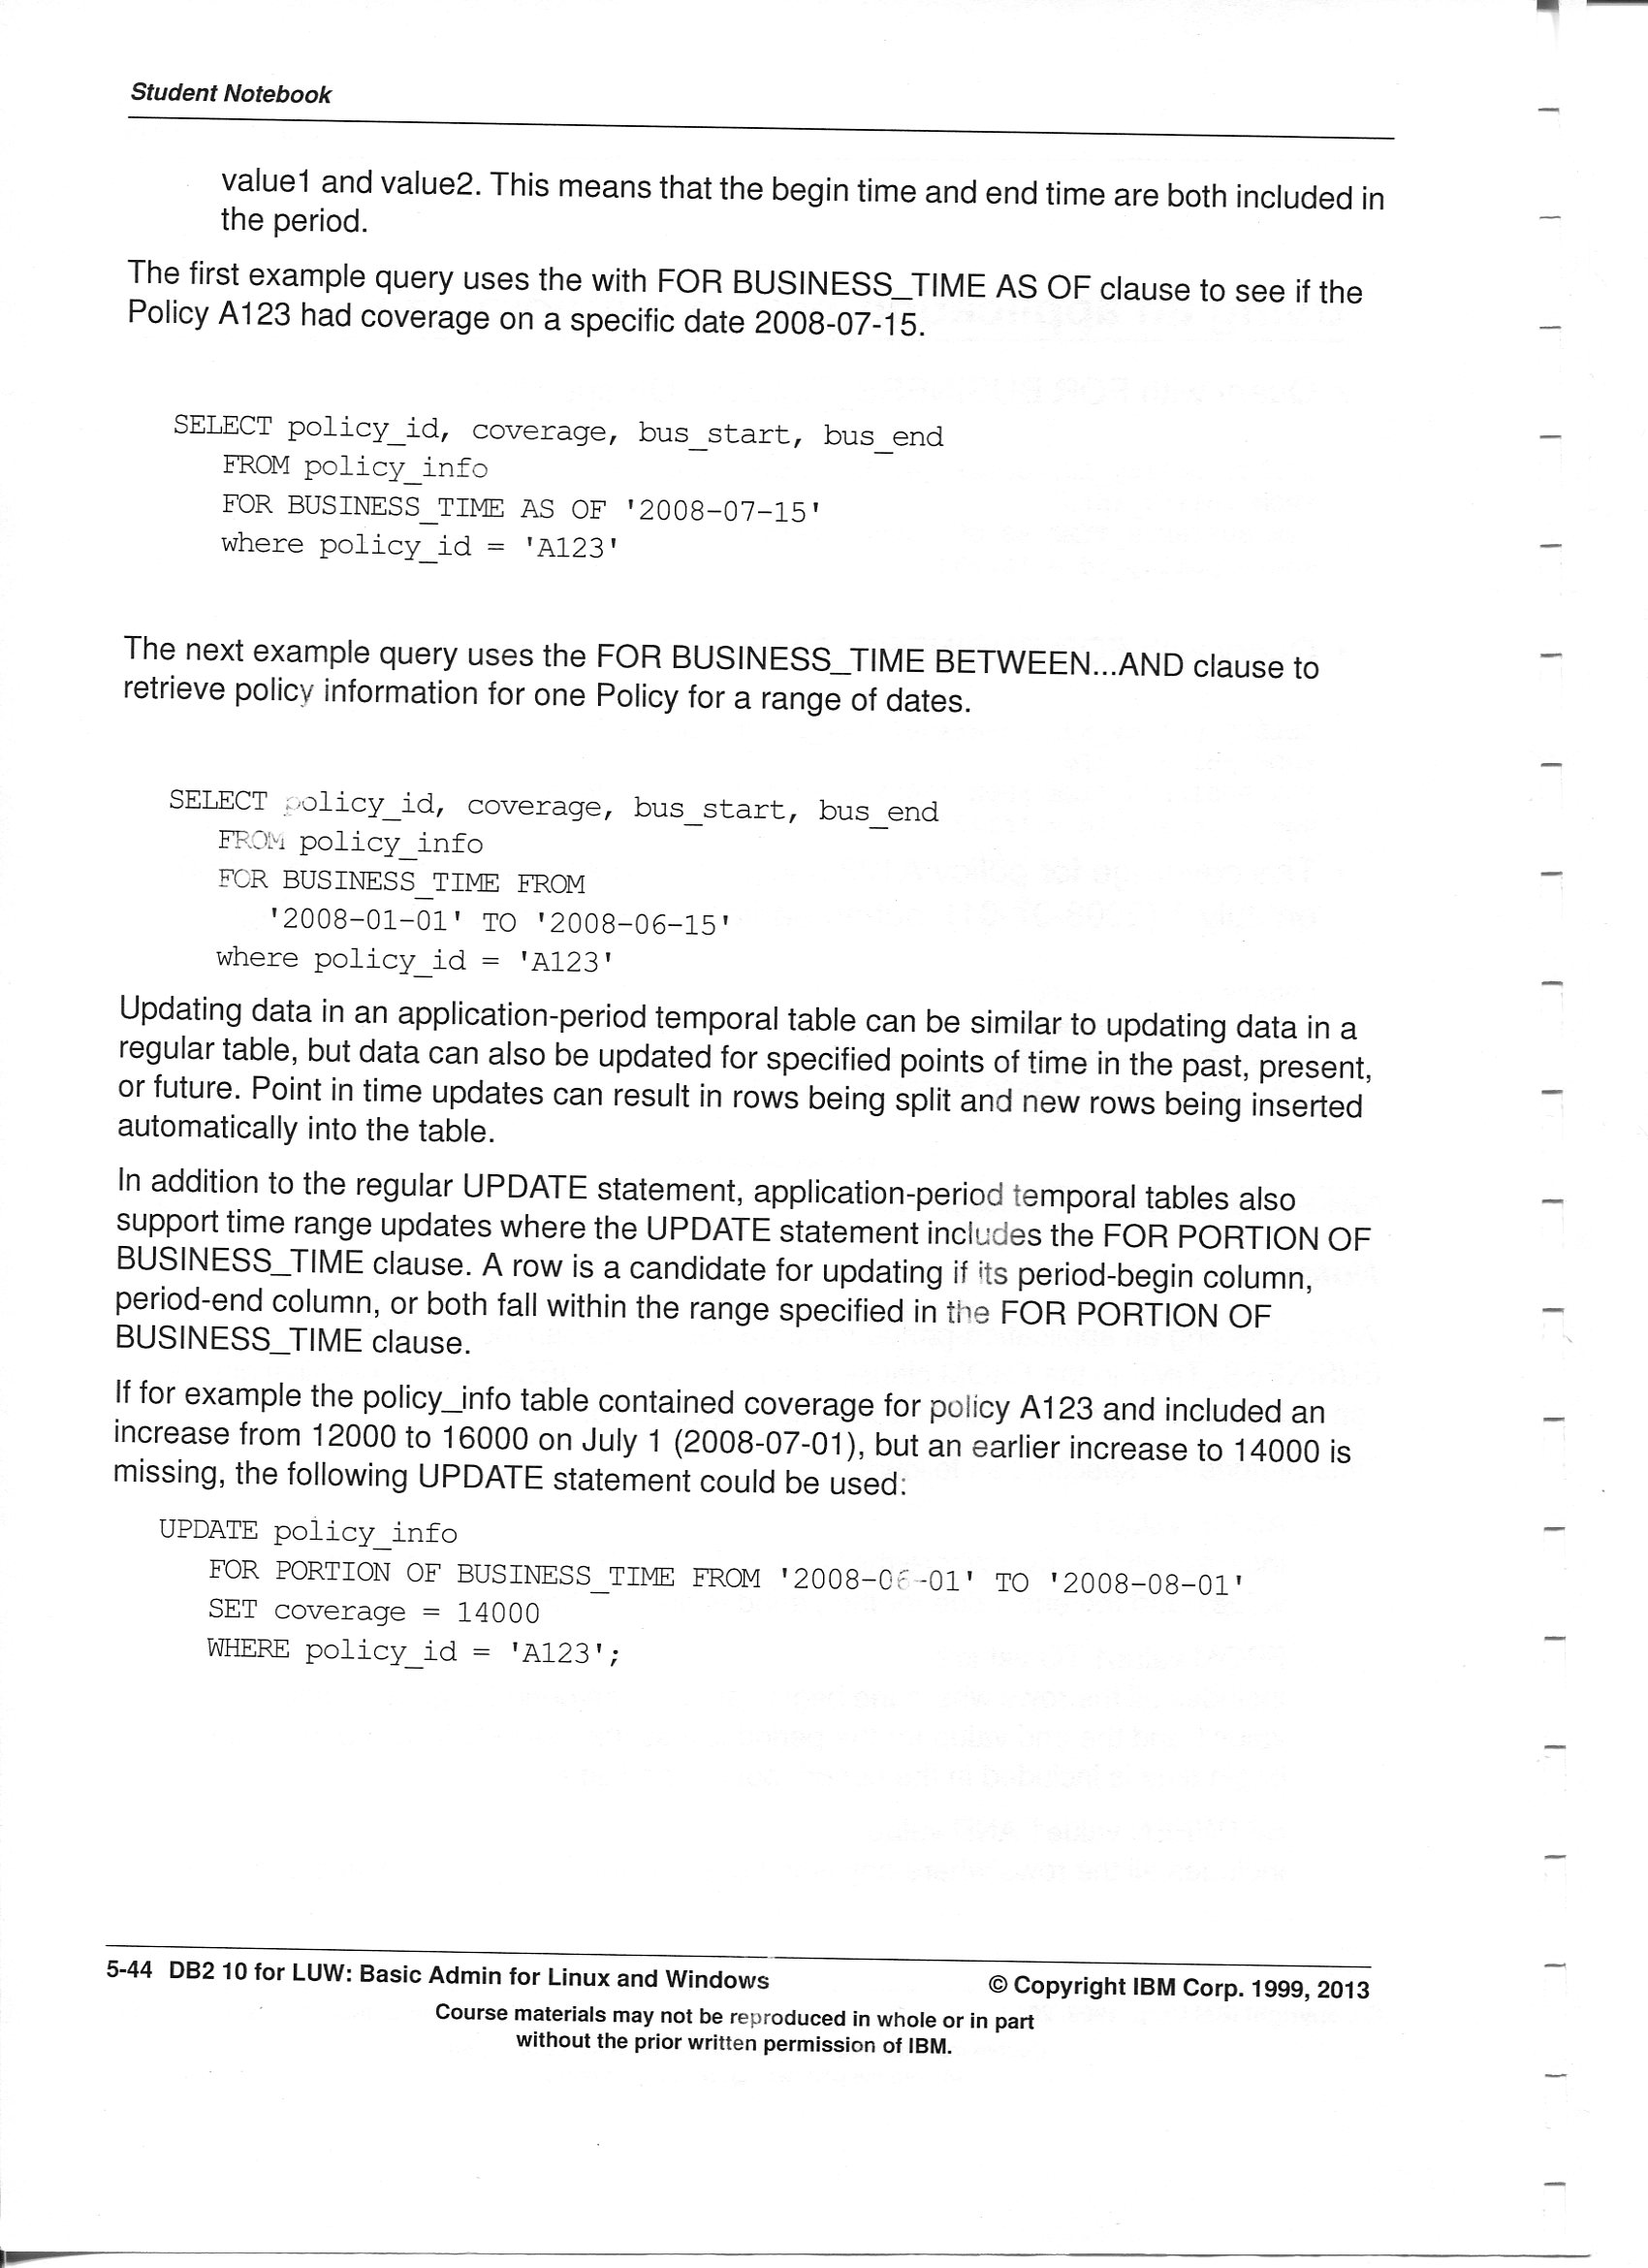 Student Notebook
value1 and value2. This means that the begin time and end time are both included in
the period.
The first example query uses the with FOR BUSINESS_TIME AS OF clause to see if the
Policy A123 had coverage on a specific date 2008-07-15.
SELECT policy_id, coverage, bus_start, bus_end
FROM policy_info
FOR BUSINESS_TIME AS OF '2008-07-15'
where policy_id = 'A123'
The next example query uses the FOR BUSINESS_TIME BETWEEN...AND clause to
retrieve policy information for one Policy for a range of dates.
SELECT policy_id, coverage, bus_start, bus_end
FROM policy_info
FOR BUSINESS_TIME FROM
'2008-01-01' TO '2008-06-15'
where policy_id = 'A123'
Updating data in an application-period temporal table can be similar to updating data in a
regular table, but data can also be updated for specified points of time in the past, present,
or future. Point in time updates can result in rows being split and new rows being inserted
automatically into the table.
In addition to the regular UPDATE statement, application-period temporal tables also
support time range updates where the UPDATE statement includes the FOR PORTION OF
BUSINESS_TIME clause. A row is a candidate for updating if its period-begin column,
period-end column, or both fall within the range specified in the FOR PORTION OF
BUSINESS_TIME clause.
If for example the policy_info table contained coverage for policy A123 and included an
increase from 12000 to 16000 on July 1 (2008-07-01), but an earlier increase to 14000 is
missing, the following UPDATE statement could be used:
UPDATE policy_info
FOR PORTION OF BUSINESS_TIME FROM '2008-06-01' TO '2008-08-01'
SET coverage = 14000
WHERE policy_id = 'A123';
5-44 DB2 10 for LUW: Basic Admin for Linux and Windows © Copyright IBM Corp. 1999, 2013
Course materials may not be reproduced in whole or in part
without the prior written permission of IBM.